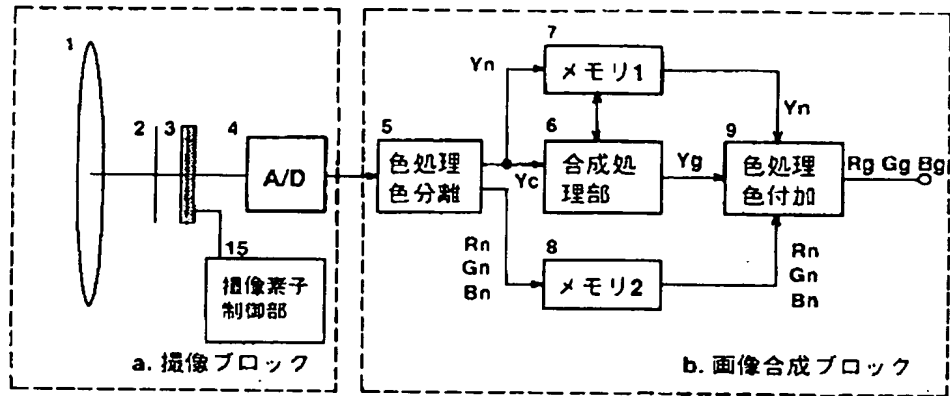 1
2
3
4
A/D
15
撮像素子
制御部
a. 撮像ブロック
5
色処理
色分離
Yn
Yc
Rn
Gn
Bn
7
メモリ1
6
合成処
理部
8
メモリ2
Yn
Yg
9
色処理
色付加
Rn
Gn
Bn
Rg Gg Bg
b. 画像合成ブロック